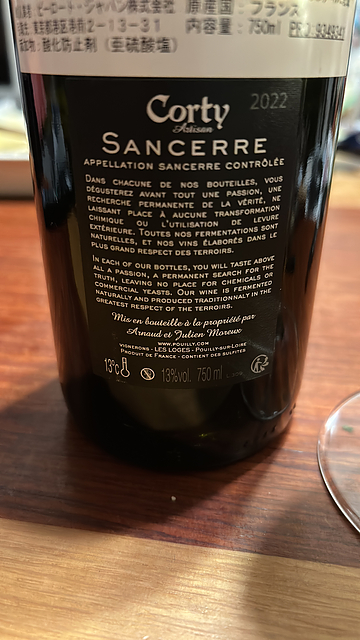 ピーロート・ジャパン株式会社 原産国：フランス
東京都港区港南2-13-31 内容量：750ml
酸化防止剤（亜硫酸塩）
Corty 2022
Artisan
SANCERRE
APPELLATION SANCERRE CONTRÔLÉE
DANS CHACUNE DE NOS BOUTEILLES, VOUS
DÉGUSTEREZ AVANT TOUT UNE PASSION, UNE
RECHERCHE PERMANENTE DE LA VÉRITÉ, NE
LAISSANT PLACE À AUCUNE TRANSFORMATION
CHIMIQUE OU L'UTILISATION DE LEVURE
EXTÉRIEURE. TOUTES NOS FERMENTATIONS SONT
NATURELLES, ET NOS VINS ÉLABORÉS DANS LE
PLUS GRAND RESPECT DES TERROIRS.
IN EACH OF OUR BOTTLES, YOU WILL TASTE ABOVE
ALL A PASSION, A PERMANENT SEARCH FOR THE
TRUTH, LEAVING NO PLACE FOR CHEMICALS OR
COMMERCIAL YEASTS. OUR WINE IS FERMENTED
NATURALLY AND PRODUCED TRADITIONNALY IN THE
GREATEST RESPECT OF THE TERROIRS.
Mis en bouteille à la propriété par
Arnaud et Julien Moreux
WWW.POUILLY.COM
VIGNERONS - LES LOGES - POUILLY-SUR-LOIRE
PRODUIT DE FRANCE - CONTIENT DES SULFITES
13°C 13%vol. 750 ml